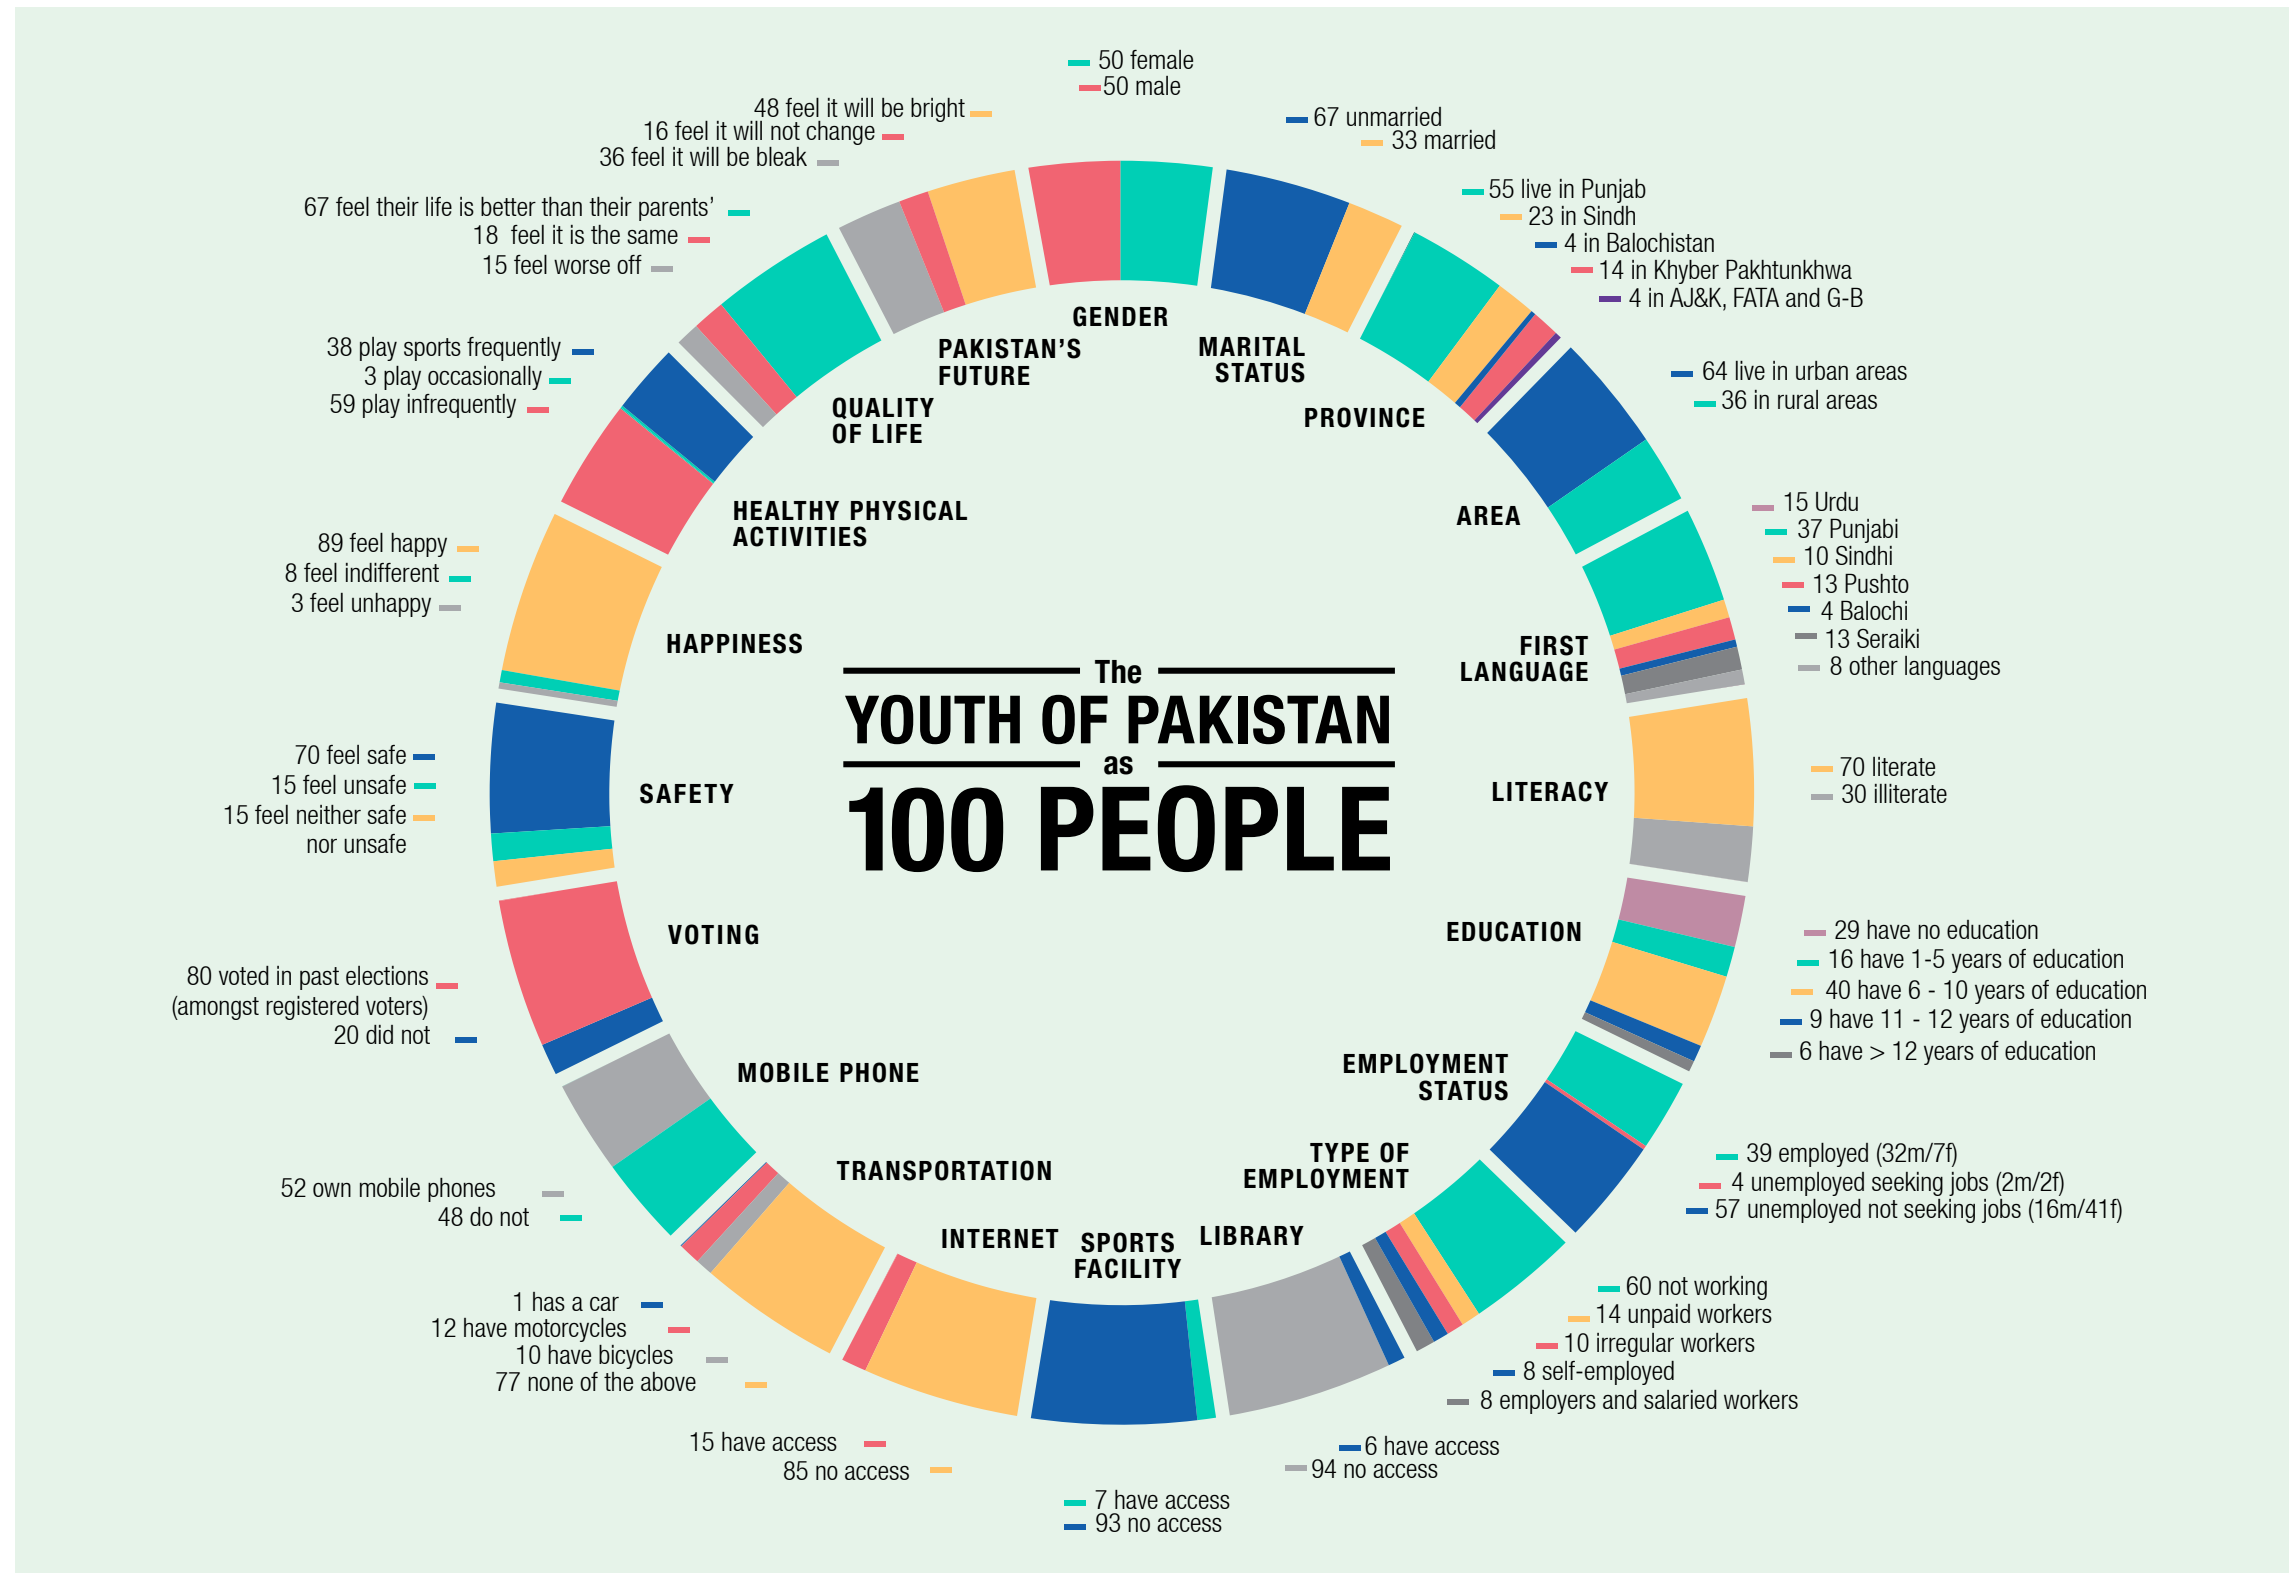 50 female
50 male
GENDER
67 unmarried
33 married
MARITAL
STATUS
55 live in Punjab
23 in Sindh
4 in Balochistan
14 in Khyber Pakhtunkhwa
4 in AJ&K, FATA and G-B
PROVINCE
64 live in urban areas
36 in rural areas
AREA
15 Urdu
37 Punjabi
10 Sindhi
13 Pushto
4 Balochi
13 Seraiki
8 other languages
FIRST
LANGUAGE
70 literate
30 illiterate
LITERACY
29 have no education
16 have 1-5 years of education
40 have 6 - 10 years of education
9 have 11 - 12 years of education
6 have > 12 years of education
EDUCATION
39 employed (32m/7f)
4 unemployed seeking jobs (2m/2f)
57 unemployed not seeking jobs (16m/41f)
EMPLOYMENT
STATUS
60 not working
14 unpaid workers
10 irregular workers
8 self-employed
8 employers and salaried workers
TYPE OF
EMPLOYMENT
6 have access
94 no access
LIBRARY
7 have access
93 no access
SPORTS
FACILITY
15 have access
85 no access
INTERNET
1 has a car
12 have motorcycles
10 have bicycles
77 none of the above
TRANSPORTATION
52 own mobile phones
48 do not
MOBILE PHONE
80 voted in past elections
(amongst registered voters)
20 did not
VOTING
70 feel safe
15 feel unsafe
15 feel neither safe
nor unsafe
SAFETY
89 feel happy
8 feel indifferent
3 feel unhappy
HAPPINESS
38 play sports frequently
3 play occasionally
59 play infrequently
HEALTHY PHYSICAL
ACTIVITIES
67 feel their life is better than their parents’
18 feel it is the same
15 feel worse off
QUALITY
OF LIFE
48 feel it will be bright
16 feel it will not change
36 feel it will be bleak
PAKISTAN’S
FUTURE
The
YOUTH OF PAKISTAN
as
100 PEOPLE